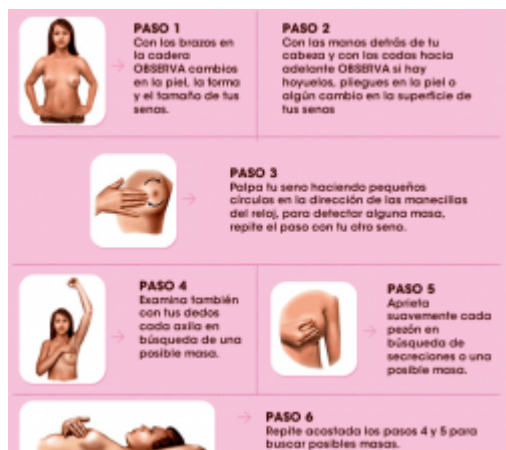 PASO 1
Con los brazos en
la cadera
OBSERVA cambios
en la piel, la forma
y el tamaño de tus
senos.
PASO 2
Con las manos detrás de tu
cabeza y con los codos hacia
adelante OBSERVA si hay
hoyuelos, pliegues en la piel o
algún cambio en la superficie de
tus senos
PASO 3
Palpa tu seno haciendo pequeños
círculos en la dirección de las manecillas
del reloj, para detectar alguna masa,
repite el paso con tu otro seno.
PASO 4
Examina también
con tus dedos
cada axila en
búsqueda de una
posible masa.
PASO 5
Aprieta
suavemente cada
pezón en
búsqueda de
secreciones o una
posible masa.
PASO 6
Repite acostada los pasos 4 y 5 para
buscar posibles masas.